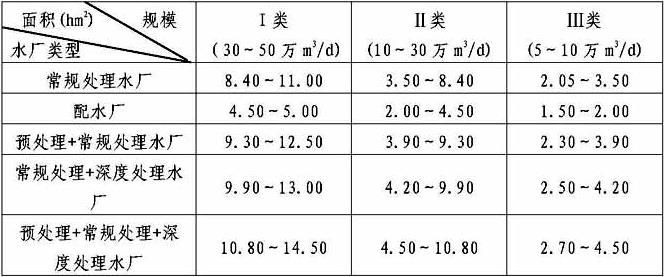 面积(hm²) 规模 Ⅰ类 Ⅱ类 Ⅲ类
水厂类型 (30~50万m³/d) (10~30万m³/d) (5~10万m³/d)
常规处理水厂 8.40~11.00 3.50~8.40 2.05~3.50
配水厂 4.50~5.00 2.00~4.50 1.50~2.00
预处理+常规处理水厂 9.30~12.50 3.90~9.30 2.30~3.90
常规处理+深度处理水
厂 9.90~13.00 4.20~9.90 2.50~4.20
预处理+常规处理+深
度处理水厂 10.80~14.50 4.50~10.80 2.70~4.50